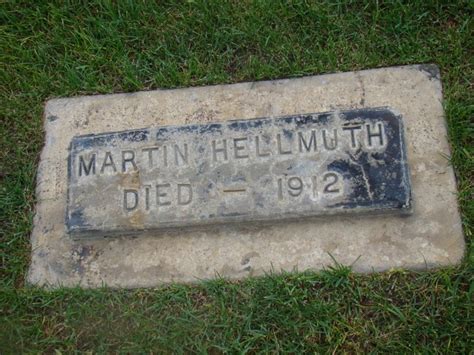 MARTIN HELLMUTH
DIED — 1912